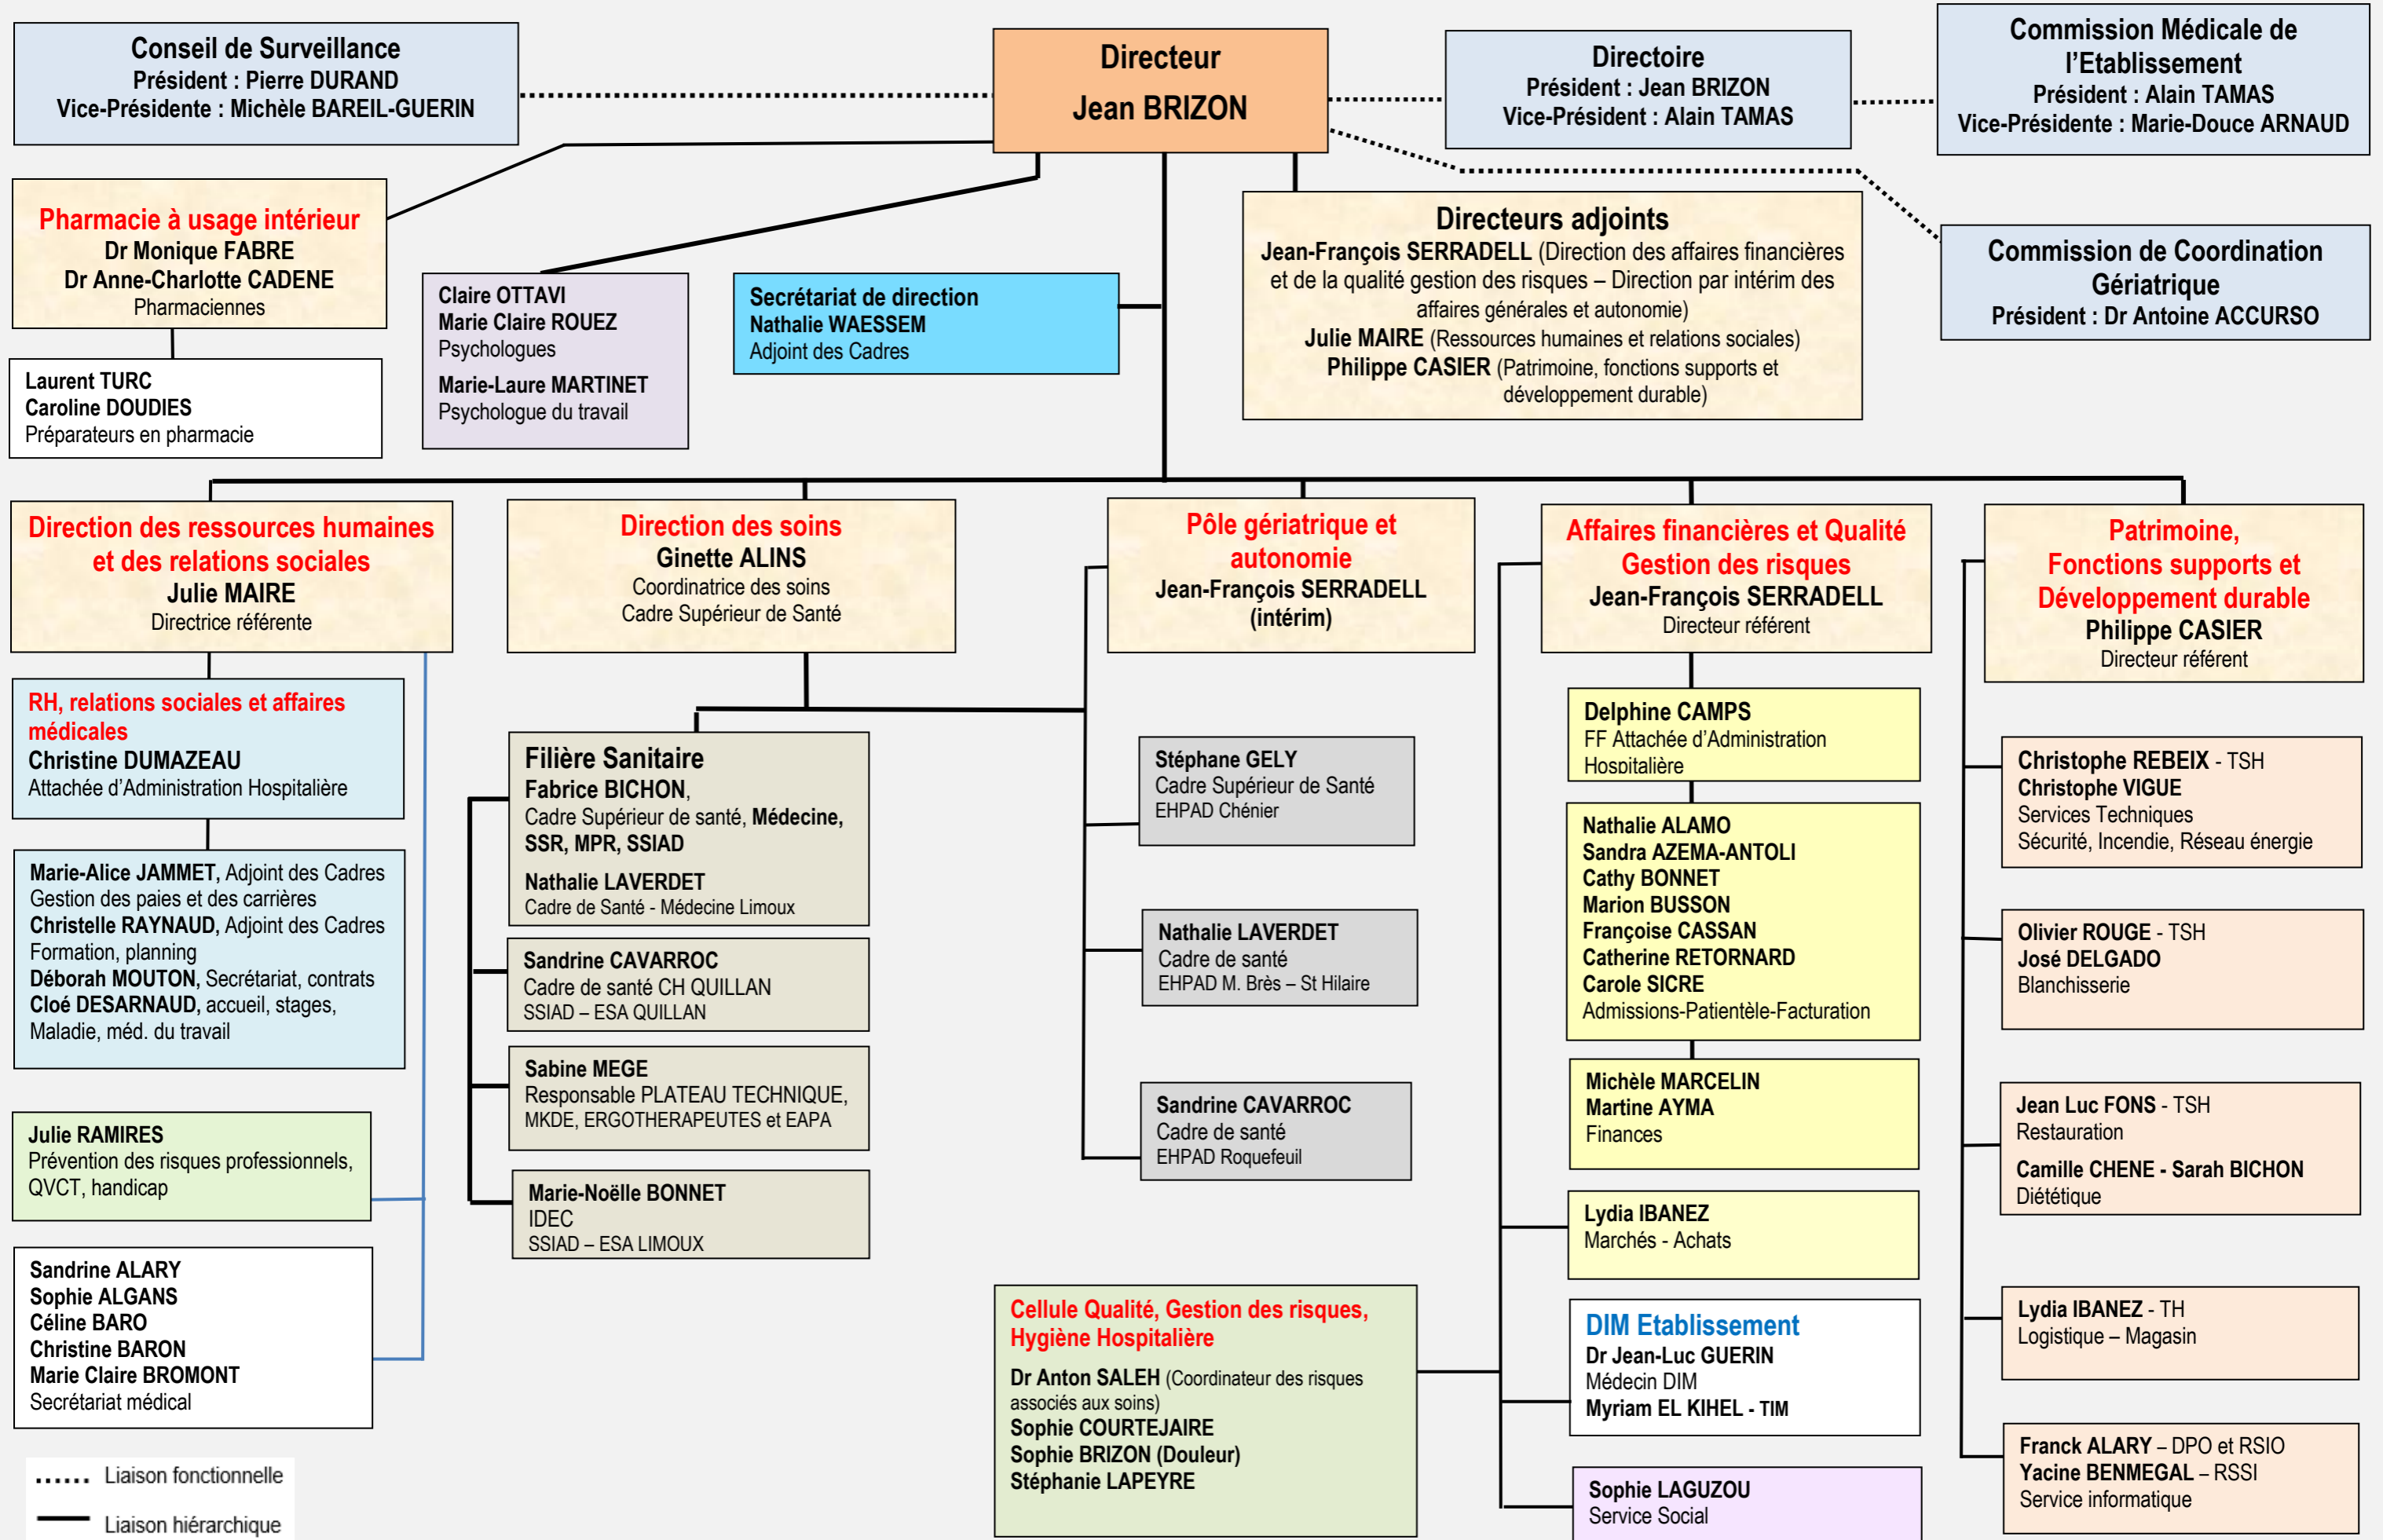 Conseil de Surveillance
Président : Pierre DURAND
Vice-Présidente : Michèle BAREIL-GUERIN
Directeur
Jean BRIZON
Directoire
Président : Jean BRIZON
Vice-Président : Alain TAMAS
Commission Médicale de
l'Etablissement
Président : Alain TAMAS
Vice-Présidente : Marie-Douce ARNAUD
Pharmacie à usage intérieur
Dr Monique FABRE
Dr Anne-Charlotte CADENE
Pharmaciennes
Laurent TURC
Caroline DOUDIES
Préparateurs en pharmacie
Claire OTTAVI
Marie Claire ROUEZ
Psychologues
Marie-Laure MARTINET
Psychologue du travail
Secrétariat de direction
Nathalie WAESSEM
Adjoint des Cadres
Directeurs adjoints
Jean-François SERRADELL (Direction des affaires financières
et de la qualité gestion des risques – Direction par intérim des
affaires générales et autonomie)
Julie MAIRE (Ressources humaines et relations sociales)
Philippe CASIER (Patrimoine, fonctions supports et
développement durable)
Commission de Coordination
Gériatrique
Président : Dr Antoine ACCURSO
Direction des ressources humaines
et des relations sociales
Julie MAIRE
Directrice référente
RH, relations sociales et affaires
médicales
Christine DUMAZEAU
Attachée d'Administration Hospitalière
Marie-Alice JAMMET, Adjoint des Cadres
Gestion des paies et des carrières
Christelle RAYNAUD, Adjoint des Cadres
Formation, planning
Déborah MOUTON, Secrétariat, contrats
Cloé DESARNAUD, accueil, stages,
Maladie, méd. du travail
Julie RAMIRES
Prévention des risques professionnels,
QVCT, handicap
Sandrine ALARY
Sophie ALGANS
Céline BARO
Christine BARON
Marie Claire BROMONT
Secrétariat médical
Direction des soins
Ginette ALINS
Coordinatrice des soins
Cadre Supérieur de Santé
Filière Sanitaire
Fabrice BICHON,
Cadre Supérieur de santé, Médecine,
SSR, MPR, SSIAD
Nathalie LAVERDET
Cadre de Santé - Médecine Limoux
Sandrine CAVARROC
Cadre de santé CH QUILLAN
SSIAD – ESA QUILLAN
Sabine MEGE
Responsable PLATEAU TECHNIQUE,
MKDE, ERGOTHERAPEUTES et EAPA
Marie-Noëlle BONNET
IDEC
SSIAD – ESA LIMOUX
Pôle gériatrique et
autonomie
Jean-François SERRADELL
(intérim)
Stéphane GELY
Cadre Supérieur de Santé
EHPAD Chénier
Nathalie LAVERDET
Cadre de santé
EHPAD M. Brès – St Hilaire
Sandrine CAVARROC
Cadre de santé
EHPAD Roquefeuil
Cellule Qualité, Gestion des risques,
Hygiène Hospitalière
Dr Anton SALEH (Coordinateur des risques
associés aux soins)
Sophie COURTEJAIRE
Sophie BRIZON (Douleur)
Stéphanie LAPEYRE
Affaires financières et Qualité
Gestion des risques
Jean-François SERRADELL
Directeur référent
Delphine CAMPS
FF Attachée d'Administration
Hospitalière
Nathalie ALAMO
Sandra AZEMA-ANTOLI
Cathy BONNET
Marion BUSSON
Françoise CASSAN
Catherine RETORNARD
Carole SICRE
Admissions-Patientèle-Facturation
Michèle MARCELIN
Martine AYMA
Finances
Lydia IBANEZ
Marchés - Achats
DIM Etablissement
Dr Jean-Luc GUERIN
Médecin DIM
Myriam EL KIHEL - TIM
Sophie LAGUZOU
Service Social
Patrimoine,
Fonctions supports et
Développement durable
Philippe CASIER
Directeur référent
Christophe REBEIX - TSH
Christophe VIGUE
Services Techniques
Sécurité, Incendie, Réseau énergie
Olivier ROUGE - TSH
José DELGADO
Blanchisserie
Jean Luc FONS - TSH
Restauration
Camille CHENE - Sarah BICHON
Diététique
Lydia IBANEZ - TH
Logistique – Magasin
Franck ALARY – DPO et RSIO
Yacine BENMEGAL – RSSI
Service informatique
Liaison fonctionnelle
Liaison hiérarchique